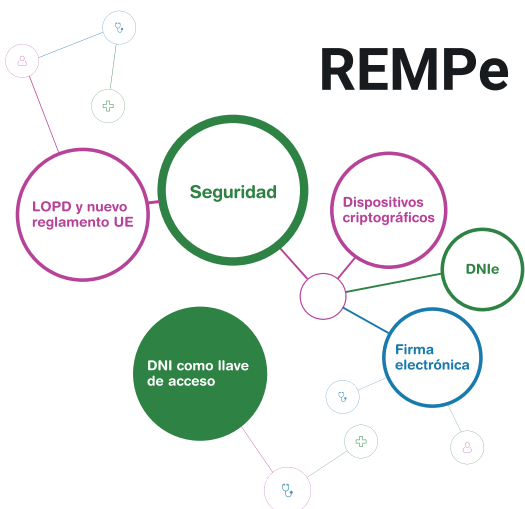 REMPe
Seguridad
LOPD y nuevo
reglamento UE
Dispositivos
criptográficos
DNIe
Firma
electrónica
DNI como llave
de acceso